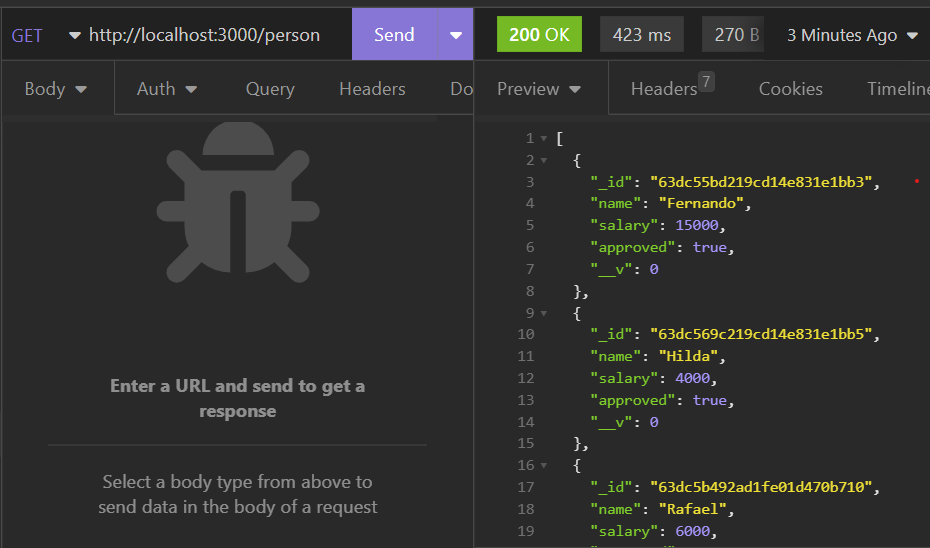 GET http://localhost:3000/person Send 200 OK 423 ms 270 B 3 Minutes Ago
Body Auth Query Headers Do Preview Headers 7 Cookies Timeline
Enter a URL and send to get a
response
Select a body type from above to
send data in the body of a request
1 [
2 {
3 "_id": "63dc55bd219cd14e831e1bb3",
4 "name": "Fernando",
5 "salary": 15000,
6 "approved": true,
7 "__v": 0
8 },
9 {
10 "_id": "63dc569c219cd14e831e1bb5",
11 "name": "Hilda",
12 "salary": 4000,
13 "approved": true,
14 "__v": 0
15 },
16 {
17 "_id": "63dc5b492ad1fe01d470b710",
18 "name": "Rafael",
19 "salary": 6000,